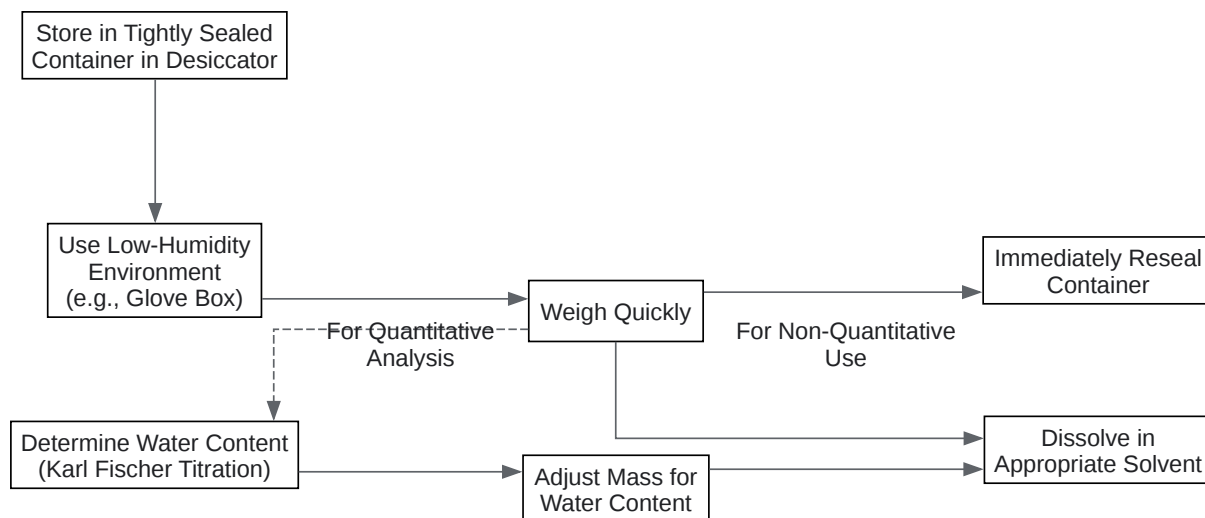 Store in Tightly Sealed
Container in Desiccator
Use Low-Humidity
Environment
(e.g., Glove Box)
Weigh Quickly
Immediately Reseal
Container
For Quantitative
Analysis
For Non-Quantitative
Use
Determine Water Content
(Karl Fischer Titration)
Adjust Mass for
Water Content
Dissolve in
Appropriate Solvent